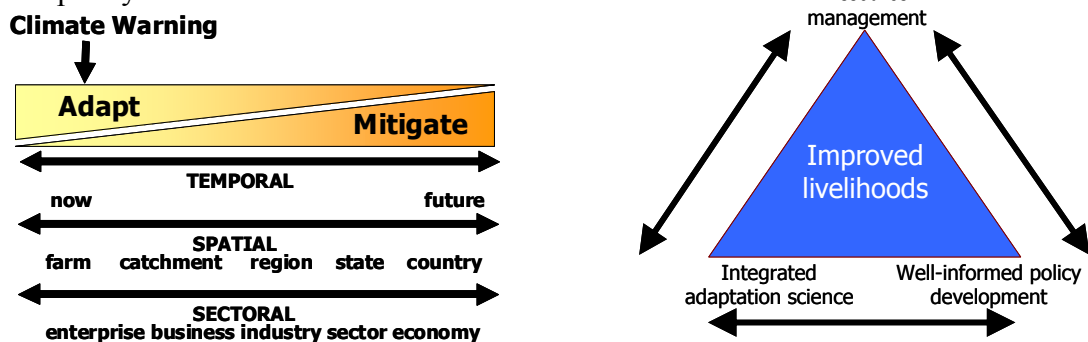 Climate Warning
Adapt
Mitigate
TEMPORAL
now future
SPATIAL
farm catchment region state country
SECTORAL
enterprise business industry sector economy
management
Improved
livelihoods
Integrated
adaptation science
Well-informed policy
development